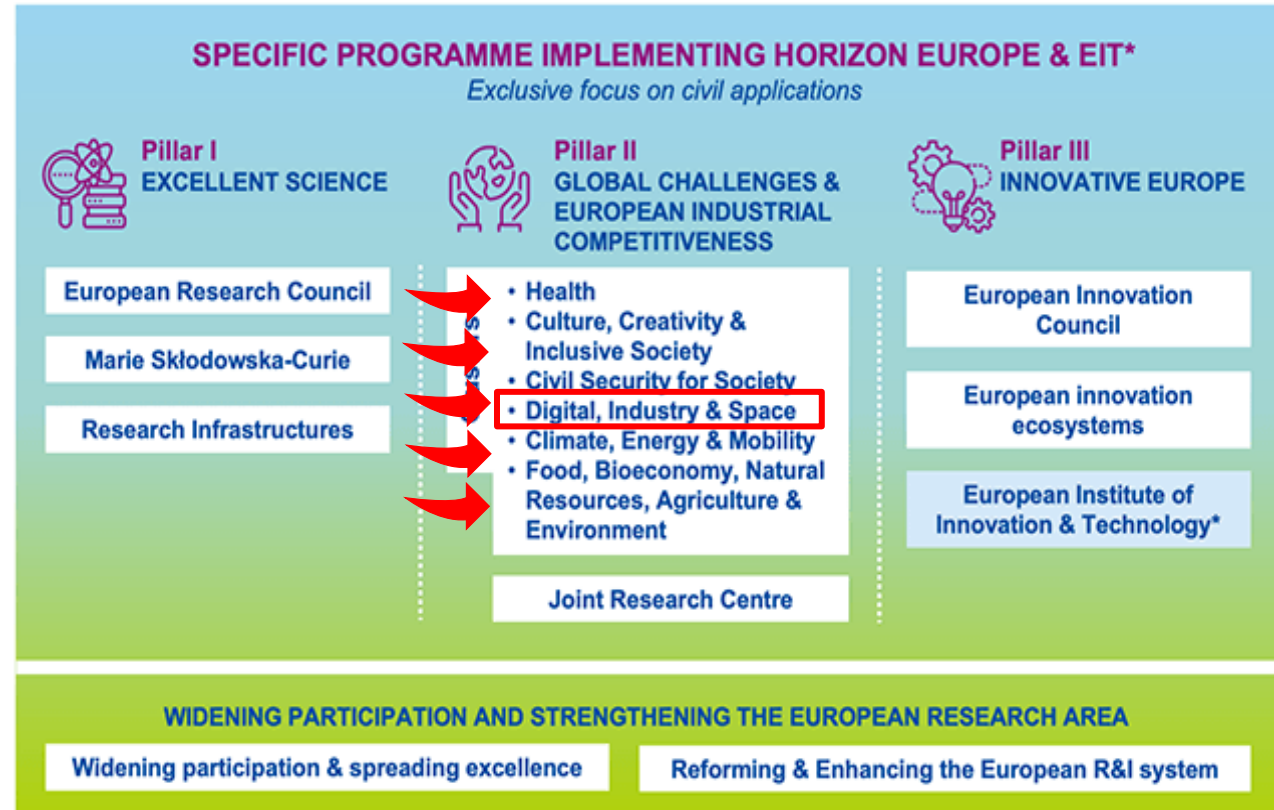 SPECIFIC PROGRAMME IMPLEMENTING HORIZON EUROPE & EIT*
Exclusive focus on civil applications
Pillar I
EXCELLENT SCIENCE
European Research Council
Marie Skłodowska-Curie
Research Infrastructures
Pillar II
GLOBAL CHALLENGES &
EUROPEAN INDUSTRIAL
COMPETITIVENESS
• Health
• Culture, Creativity &
Inclusive Society
• Civil Security for Society
• Digital, Industry & Space
• Climate, Energy & Mobility
• Food, Bioeconomy, Natural
Resources, Agriculture &
Environment
Joint Research Centre
Pillar III
INNOVATIVE EUROPE
European Innovation
Council
European innovation
ecosystems
European Institute of
Innovation & Technology*
WIDENING PARTICIPATION AND STRENGTHENING THE EUROPEAN RESEARCH AREA
Widening participation & spreading excellence
Reforming & Enhancing the European R&I system